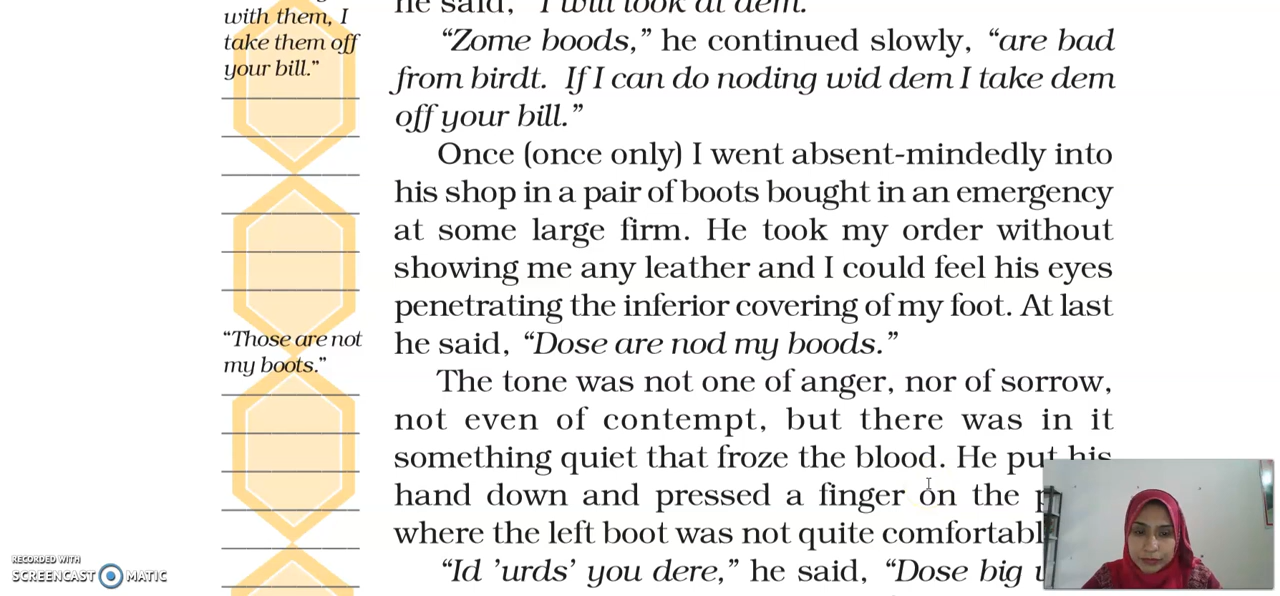 with them, I
take them off
your bill."
"Those are not
my boots."
he said, "I will look at dem.
"Zome boods," he continued slowly, "are bad
from birdt. If I can do noding wid dem I take dem
off your bill."
Once (once only) I went absent-mindedly into
his shop in a pair of boots bought in an emergency
at some large firm. He took my order without
showing me any leather and I could feel his eyes
penetrating the inferior covering of my foot. At last
he said, "Dose are nod my boods."
The tone was not one of anger, nor of sorrow,
not even of contempt, but there was in it
something quiet that froze the blood. He put his
hand down and pressed a finger on the
where the left boot was not quite
"Id 'urds' you dere," he said, "Dose big
RECORDED WITH
SCREENCAST MATIC